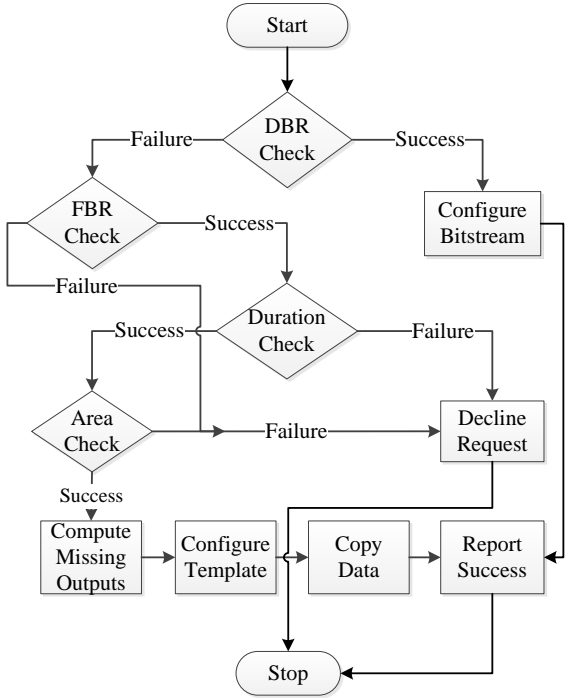 Start
DBR
Check
Failure
Success
FBR
Check
Success
Configure
Bitstream
Failure
Duration
Check
Success
Failure
Area
Check
Failure
Decline
Request
Success
Compute
Missing
Outputs
Configure
Template
Copy
Data
Report
Success
Stop